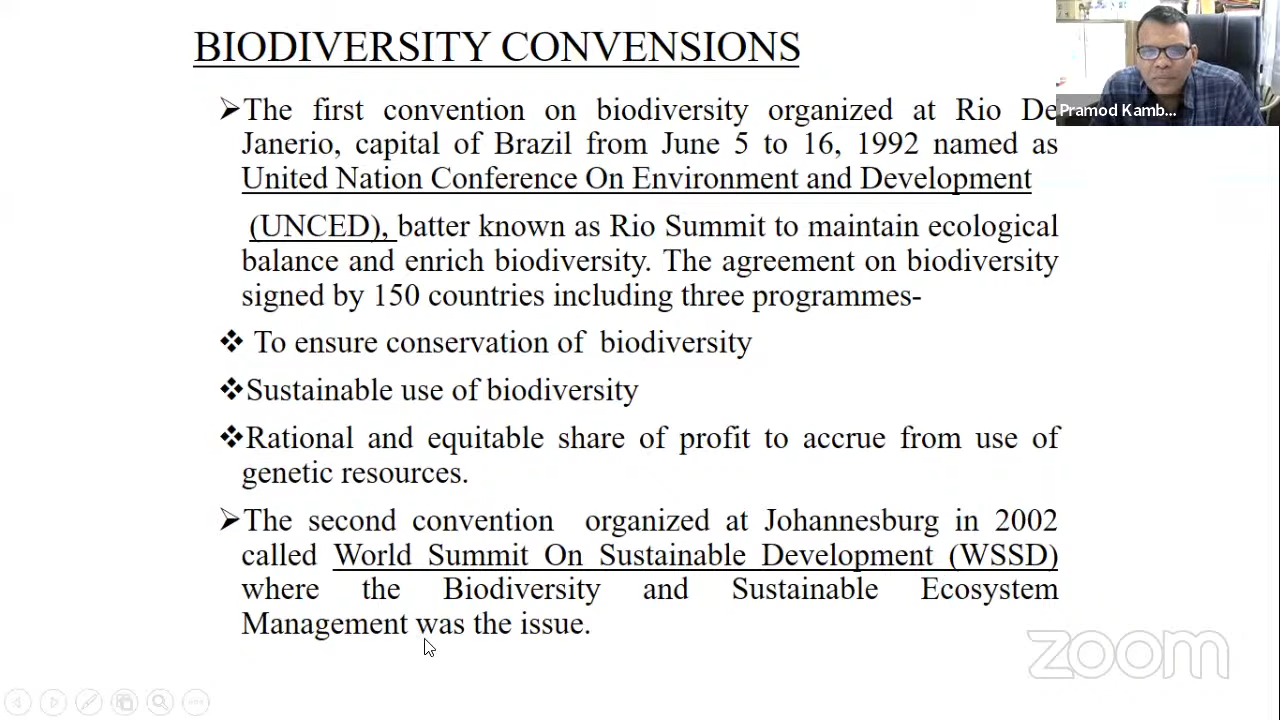 BIODIVERSITY CONVENSIONS
➢The first convention on biodiversity organized at Rio De
Janerio, capital of Brazil from June 5 to 16, 1992 named as
United Nation Conference On Environment and Development
(UNCED), batter known as Rio Summit to maintain ecological
balance and enrich biodiversity. The agreement on biodiversity
signed by 150 countries including three programmes-
❖ To ensure conservation of biodiversity
❖Sustainable use of biodiversity
❖Rational and equitable share of profit to accrue from use of
genetic resources.
➢The second convention organized at Johannesburg in 2002
called World Summit On Sustainable Development (WSSD)
where the Biodiversity and Sustainable Ecosystem
Management was the issue.
Pramod Kamb...
zoom